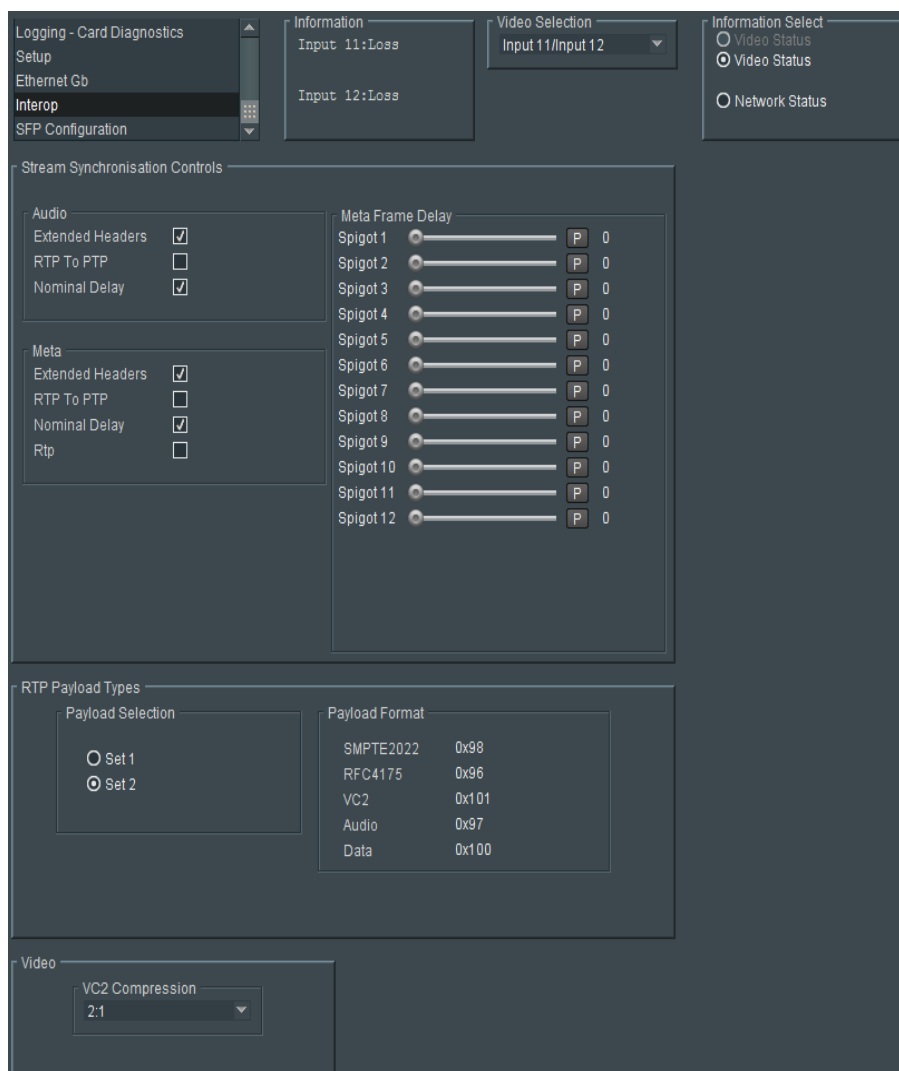 Logging - Card Diagnostics
Setup
Ethernet Gb
Interop
SFP Configuration
Information
Input 11:Loss
Input 12:Loss
Video Selection
Input 11/Input 12
Information Select
Video Status
Video Status
Network Status
Stream Synchronisation Controls
Audio
Extended Headers
RTP To PTP
Nominal Delay
Meta
Extended Headers
RTP To PTP
Nominal Delay
Rtp
Meta Frame Delay
Spigot 1 P 0
Spigot 2 P 0
Spigot 3 P 0
Spigot 4 P 0
Spigot 5 P 0
Spigot 6 P 0
Spigot 7 P 0
Spigot 8 P 0
Spigot 9 P 0
Spigot 10 P 0
Spigot 11 P 0
Spigot 12 P 0
RTP Payload Types
Payload Selection
Set 1
Set 2
Payload Format
SMPTE2022 0x98
RFC4175 0x96
VC2 0x101
Audio 0x97
Data 0x100
Video
VC2 Compression
2:1